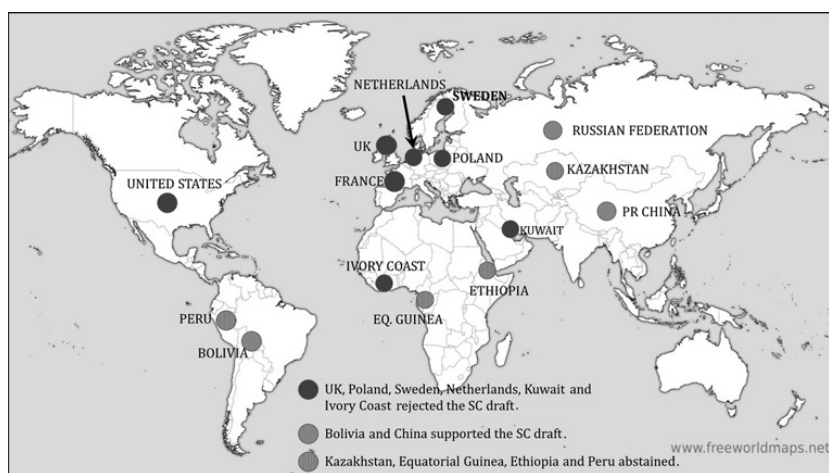 NETHERLANDS
SWEDEN
UK
POLAND
RUSSIAN FEDERATION
KAZAKHSTAN
FRANCE
UNITED STATES
PR CHINA
KUWAIT
IVORY COAST
ETHIOPIA
EQ. GUINEA
PERU
BOLIVIA
UK, Poland, Sweden, Netherlands, Kuwait and
Ivory Coast rejected the SC draft.
Bolivia and China supported the SC draft.
www.freeworldmaps.net
Kazakhstan, Equatorial Guinea, Ethiopia and Peru abstained.